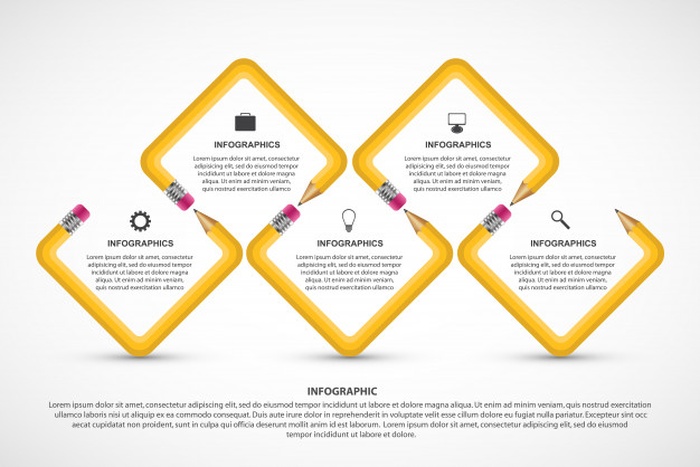 INFOGRAPHICS
Lorem ipsum dolor sit amet, consectetur
adipiscing elit, sed do eiusmod tempor
incididunt ut labore et dolore magna
aliqua. Ut enim ad minim veniam,
quis nostrud exercitation ullamco
INFOGRAPHICS
Lorem ipsum dolor sit amet, consectetur
adipiscing elit, sed do eiusmod tempor
incididunt ut labore et dolore magna
aliqua. Ut enim ad minim veniam,
quis nostrud exercitation ullamco
INFOGRAPHICS
Lorem ipsum dolor sit amet, consectetur
adipiscing elit, sed do eiusmod tempor
incididunt ut labore et dolore magna
aliqua. Ut enim ad minim veniam,
quis nostrud exercitation ullamco
INFOGRAPHICS
Lorem ipsum dolor sit amet, consectetur
adipiscing elit, sed do eiusmod tempor
incididunt ut labore et dolore magna
aliqua. Ut enim ad minim veniam,
quis nostrud exercitation ullamco
INFOGRAPHICS
Lorem ipsum dolor sit amet, consectetur
adipiscing elit, sed do eiusmod tempor
incididunt ut labore et dolore magna
aliqua. Ut enim ad minim veniam,
quis nostrud exercitation ullamco
INFOGRAPHIC
Lorem ipsum dolor sit amet, consectetur adipiscing elit, sed do eiusmod tempor incididunt ut labore et dolore magna aliqua. Ut enim ad minim veniam, quis nostrud exercitation
ullamco laboris nisi ut aliquip ex ea commodo consequat. Duis aute irure dolor in reprehenderit in voluptate velit esse cillum dolore eu fugiat nulla pariatur. Excepteur sint
occaecat cupidatat non proident, sunt in culpa qui officia deserunt mollit anim id est laborum. Lorem ipsum dolor sit amet, consectetur adipiscing elit, sed do eiusmod
tempor incididunt ut labore et dolore.